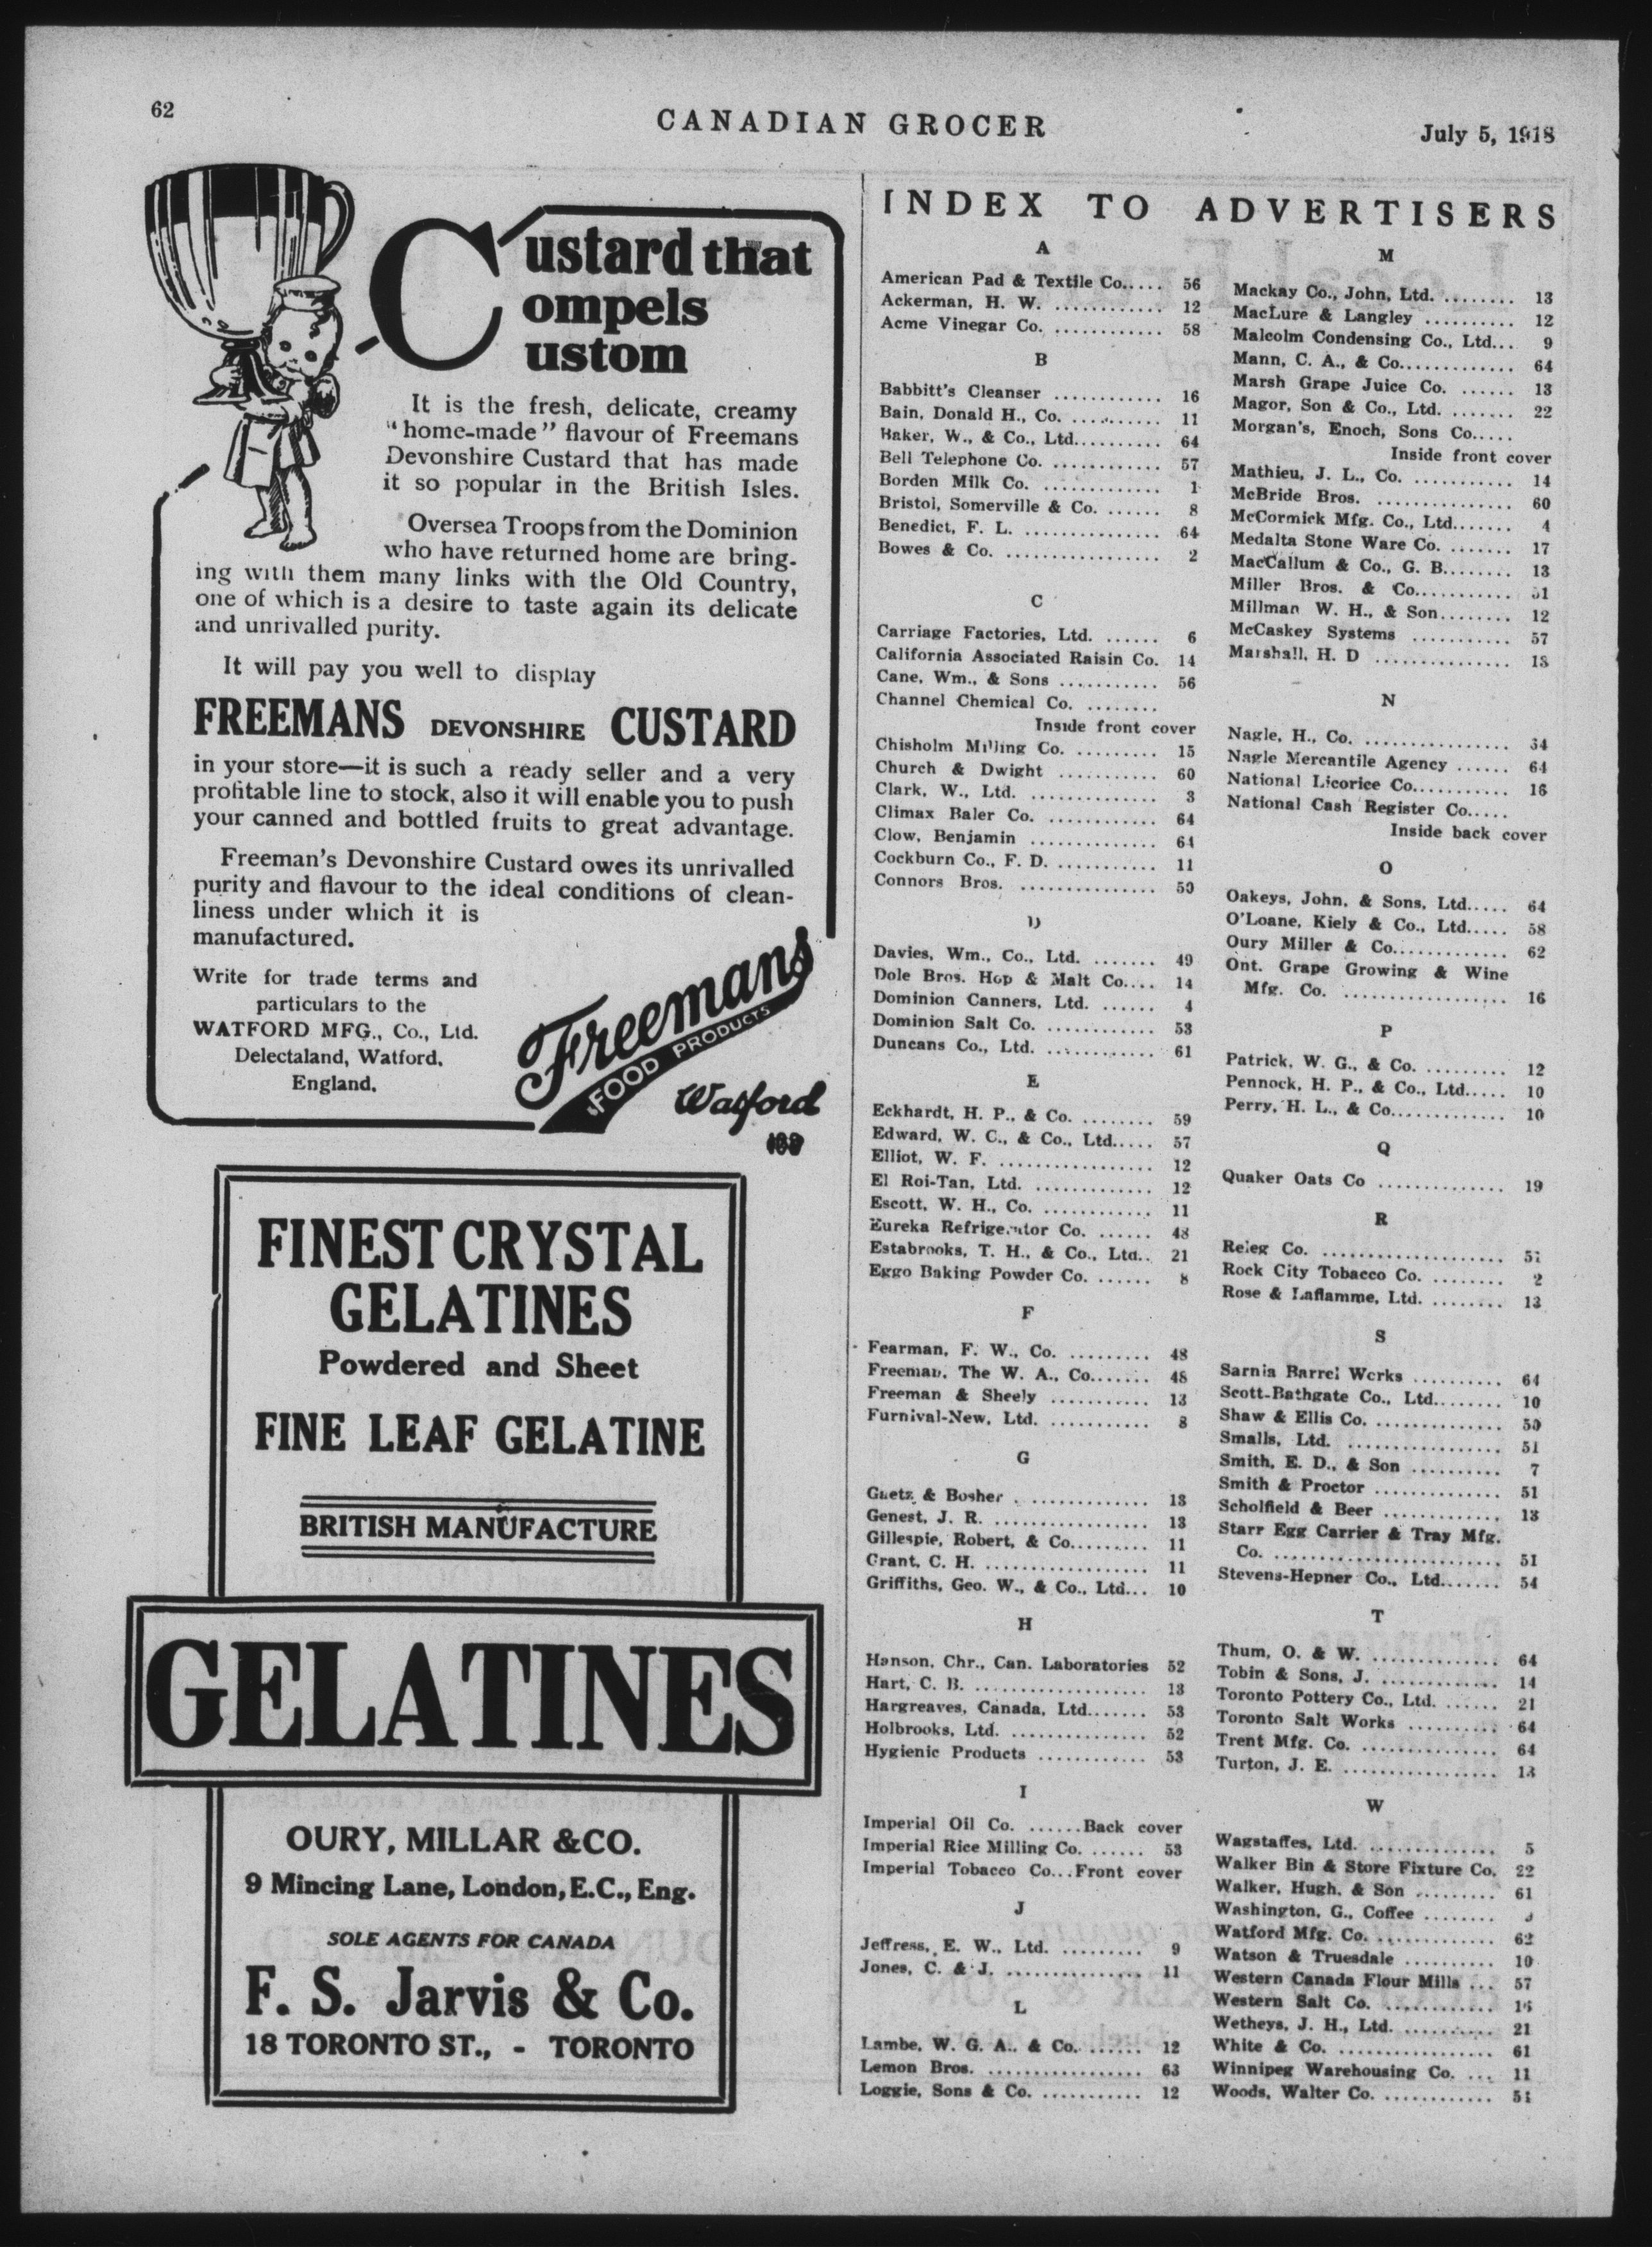 62
CANADIAN GROCER
July 5, 1918
Custard that
ompels
ustom
It is the fresh, delicate, creamy
"home-made" flavour of Freemans
Devonshire Custard that has made
it so popular in the British Isles.
Oversea Troops from the Dominion
who have returned home are bring-
ing with them many links with the Old Country,
one of which is a desire to taste again its delicate
and unrivalled purity.
It will pay you well to display
FREEMANS DEVONSHIRE CUSTARD
in your store—it is such a ready seller and a very
profitable line to stock, also it will enable you to push
your canned and bottled fruits to great advantage.
Freeman's Devonshire Custard owes its unrivalled
purity and flavour to the ideal conditions of clean-
liness under which it is
manufactured.
Write for trade terms and
particulars to the
WATFORD MFG., Co., Ltd.
Delectaland, Watford,
England.
Freemans
FOOD PRODUCTS
Watford
FINEST CRYSTAL
GELATINES
Powdered and Sheet
FINE LEAF GELATINE
BRITISH MANUFACTURE
GELATINES
OURY, MILLAR & CO.
9 Mincing Lane, London, E.C., Eng.
SOLE AGENTS FOR CANADA
F. S. Jarvis & Co.
18 TORONTO ST., - TORONTO
INDEX TO ADVERTISERS
A
American Pad & Textile Co..... 56
Ackerman, H. W. ............ 12
Acme Vinegar Co. ............ 58
B
Babbitt's Cleanser ............ 16
Bain, Donald H., Co. .......... 11
Baker, W., & Co., Ltd.......... 64
Bell Telephone Co. ............ 57
Borden Milk Co. ............. 1
Bristol, Somerville & Co. ...... 8
Benedict, F. L. ............... 64
Bowes & Co. ................. 2
C
Carriage Factories, Ltd. ...... 6
California Associated Raisin Co. 14
Cane, Wm., & Sons ........... 56
Channel Chemical Co. ........
Inside front cover
Chisholm Milling Co. ......... 15
Church & Dwight ........... 60
Clark, W., Ltd. .............. 3
Climax Baler Co. ............ 64
Clow, Benjamin .............. 64
Cockburn Co., F. D. ........... 11
Connors Bros. ...............
D
Davies, Wm., Co., Ltd. ....... 49
Dole Bros. Hop & Malt Co.... 14
Dominion Canners, Ltd. ...... 4
Dominion Salt Co. ............ 53
Duncans Co., Ltd. ............ 61
E
Eckhardt, H. P., & Co. ........ 59
Edward, W. C., & Co., Ltd..... 57
Elliot, W. F. ................. 12
El Roi-Tan, Ltd. ............. 12
Escott, W. H., Co. ............ 11
Eureka Refrigerator Co. ...... 48
Estabrooks, T. H., & Co., Ltd.. 21
Eggo Baking Powder Co. ...... 8
F
Fearman, F. W., Co. ......... 48
Freeman, The W. A., Co....... 48
Freeman & Sheely ........... 13
Furnival-New, Ltd. ........... 8
G
Gaetz & Bosher ............. 13
Genest, J. R. ................. 13
Gillespie, Robert, & Co......... 11
Grant, C. H. .................. 11
Griffiths, Geo. W., & Co., Ltd... 10
H
Hanson, Chr., Can. Laboratories 52
Hart, C. B. ................... 13
Hargreaves, Canada, Ltd....... 53
Holbrooks, Ltd. ............... 52
Hygienic Products ............ 53
I
Imperial Oil Co. ......Back cover
Imperial Rice Milling Co. ...... 53
Imperial Tobacco Co...Front cover
J
Jeffress, E. W., Ltd. ......... 9
Jones, C. & J. ............... 11
L
Lambe, W. G. A., & Co. ...... 12
Lemon Bros. ................. 63
Loggie, Sons & Co. ........... 12
M
Mackay Co., John, Ltd. ........ 13
MacLure & Langley .......... 12
Malcolm Condensing Co., Ltd... 9
Mann, C. A., & Co............. 64
Marsh Grape Juice Co. ...... 13
Magor, Son & Co., Ltd. ....... 22
Morgan's, Enoch, Sons Co.....
Inside front cover
Mathieu, J. L., Co. ........... 14
McBride Bros. ............... 60
McCormick Mfg. Co., Ltd....... 4
Medalta Stone Ware Co. ....... 17
MacCallum & Co., G. B........ 13
Miller Bros. & Co........... 51
Millman W. H., & Son........ 12
McCaskey Systems ........... 57
Marshall, H. D ............... 13
N
Nagle, H., Co. ................
Nagle Mercantile Agency ...... 64
National Licorice Co........... 16
National Cash Register Co.....
Inside back cover
O
Oakeys, John, & Sons, Ltd..... 64
O'Loane, Kiely & Co., Ltd..... 58
Oury Miller & Co............. 62
Ont. Grape Growing & Wine
Mfg. Co. .................. 16
P
Patrick, W. G., & Co. ......... 12
Pennock, H. P., & Co., Ltd..... 10
Perry, H. L., & Co............. 10
Q
Quaker Oats Co .............. 19
R
Releg Co. ....................
Rock City Tobacco Co. ........ 2
Rose & Laflamme, Ltd. ........ 13
S
Sarnia Barrel Works .......... 64
Scott-Bathgate Co., Ltd........ 10
Shaw & Ellis Co. ..............
Smalls, Ltd. ................. 51
Smith, E. D., & Son .......... 7
Smith & Proctor .............. 51
Scholfield & Beer ............. 13
Starr Egg Carrier & Tray Mfg.
Co. ......................... 51
Stevens-Hepner Co., Ltd....... 54
T
Thum, O. & W. .............. 64
Tobin & Sons, J. ............. 14
Toronto Pottery Co., Ltd. ...... 21
Toronto Salt Works .......... 64
Trent Mfg. Co. ............... 64
Turton, J. E. ................. 13
W
Wagstaffes, Ltd. .............. 5
Walker Bin & Store Fixture Co. 22
Walker, Hugh, & Son ......... 61
Washington, G., Coffee ........
Watford Mfg. Co. ............. 62
Watson & Truesdale .......... 10
Western Canada Flour Mills ... 57
Western Salt Co. ............ 16
Wetheys, J. H., Ltd. .......... 21
White & Co. ................. 61
Winnipeg Warehousing Co. ... 11
Woods, Walter Co. ............